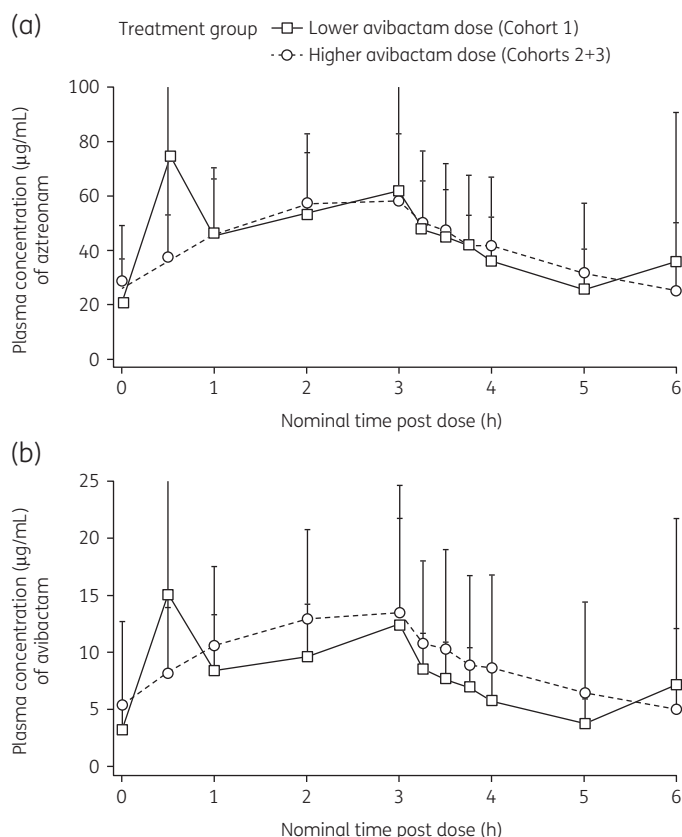 (a)
Treatment group
Lower avibactam dose (Cohort 1)
Higher avibactam dose (Cohorts 2+3)
Plasma concentration (μg/mL)
of aztreonam
100
80
60
40
20
0
0 1 2 3 4 5 6
Nominal time post dose (h)
(b)
Plasma concentration (μg/mL)
of avibactam
25
20
15
10
5
0
0 1 2 3 4 5 6
Nominal time post dose (h)